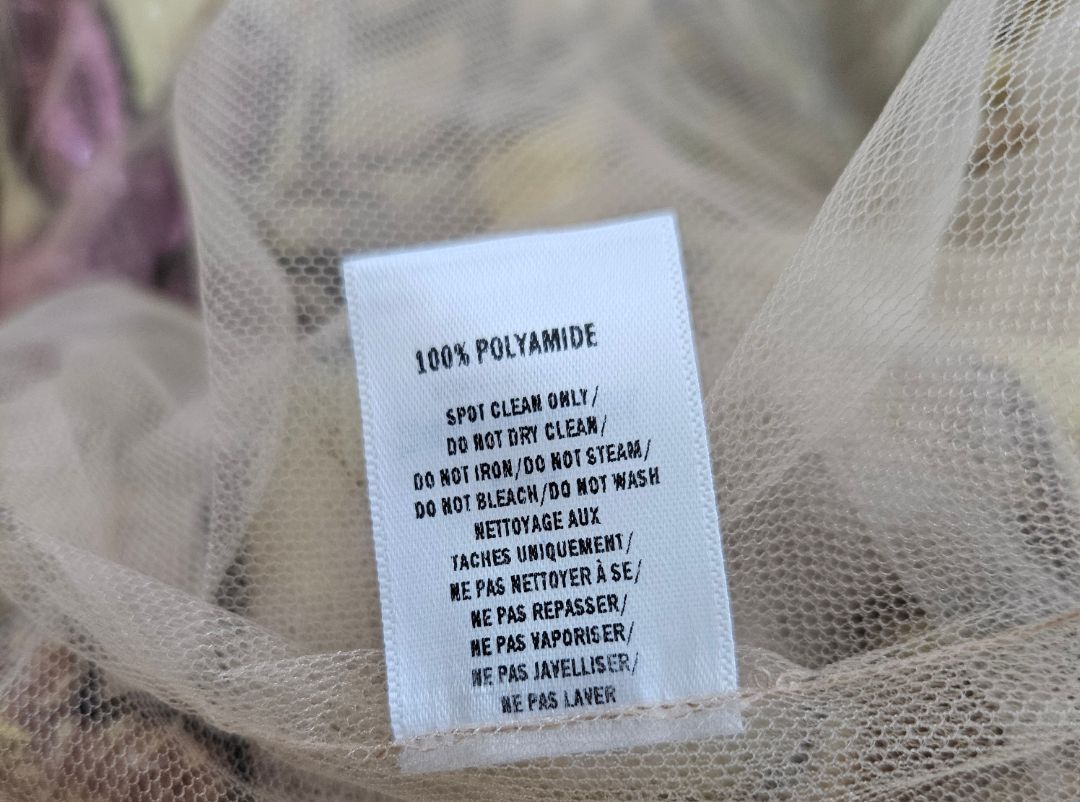 100% POLYAMIDE
SPOT CLEAN ONLY/
DO NOT DRY CLEAN/
DO NOT IRON/DO NOT STEAM/
DO NOT BLEACH/DO NOT WASH
NETTOYAGE AUX
TACHES UNIQUEMENT/
NE PAS NETTOYER À SE/
NE PAS REPASSER/
NE PAS VAPORISER/
NE PAS JAVELLISER/
NE PAS LAVER